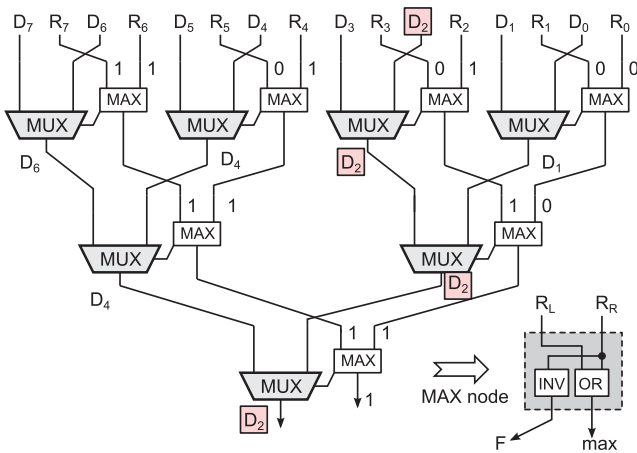 D7 R7 D6 R6 D5 R5 D4 R4 D3 R3 D2 R2 D1 R1 D0 R0
1 1 0 1 0 1 0 0
MUX MAX MUX MAX MUX MAX MUX MAX
D6 D4 D2 D1
1 1 1 0
MAX MAX
MUX MUX
D4 D2
RL RR
1 1
MAX
INV OR
MUX
MAX node
1
D2
F max